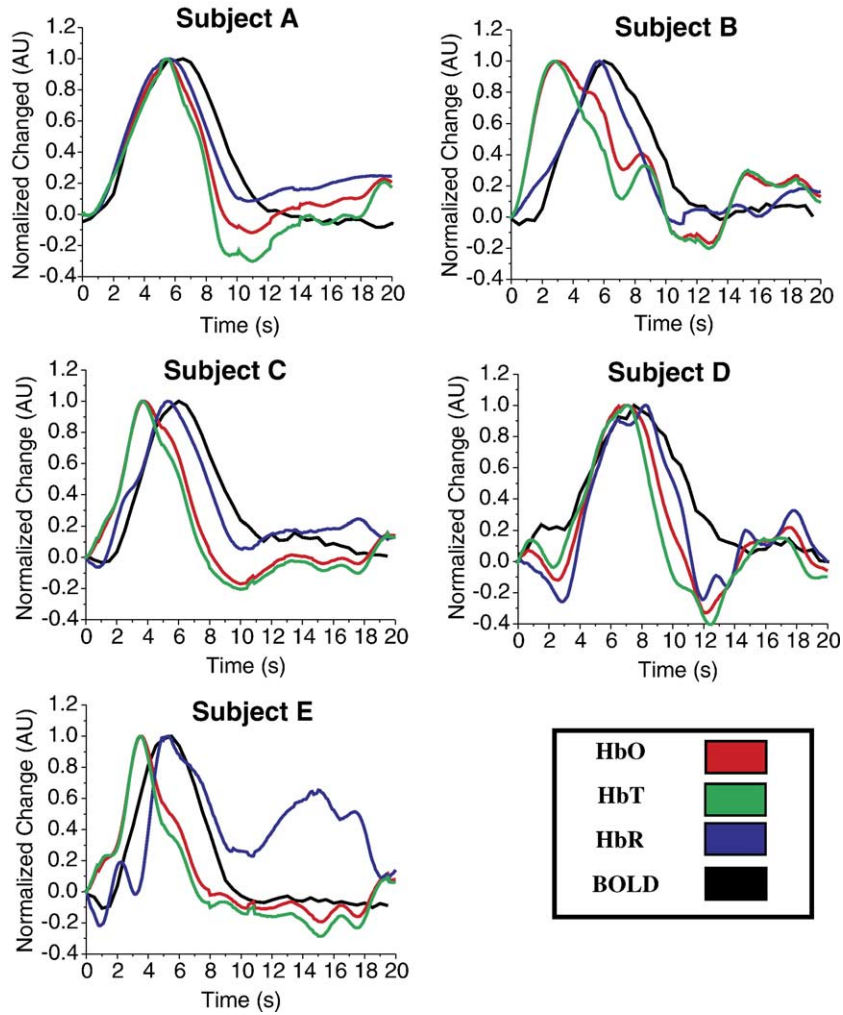 Subject A
Normalized Changed (AU)
1.2
1.0
0.8
0.6
0.4
0.2
0.0
-0.2
-0.4
0 2 4 6 8 10 12 14 16 18 20
Time (s)
Subject B
Normalized Change (AU)
1.2
1.0
0.8
0.6
0.4
0.2
0.0
-0.2
-0.4
0 2 4 6 8 10 12 14 16 18 20
Time (s)
Subject C
Normalized Change (AU)
1.2
1.0
0.8
0.6
0.4
0.2
0.0
-0.2
-0.4
0 2 4 6 8 10 12 14 16 18 20
Time (s)
Subject D
Normalized Change (AU)
1.2
1.0
0.8
0.6
0.4
0.2
0.0
-0.2
-0.4
0 2 4 6 8 10 12 14 16 18 20
Time (s)
Subject E
Normalized Change (AU)
1.2
1.0
0.8
0.6
0.4
0.2
0.0
-0.2
-0.4
0 2 4 6 8 10 12 14 16 18 20
Time (s)
HbO
HbT
HbR
BOLD